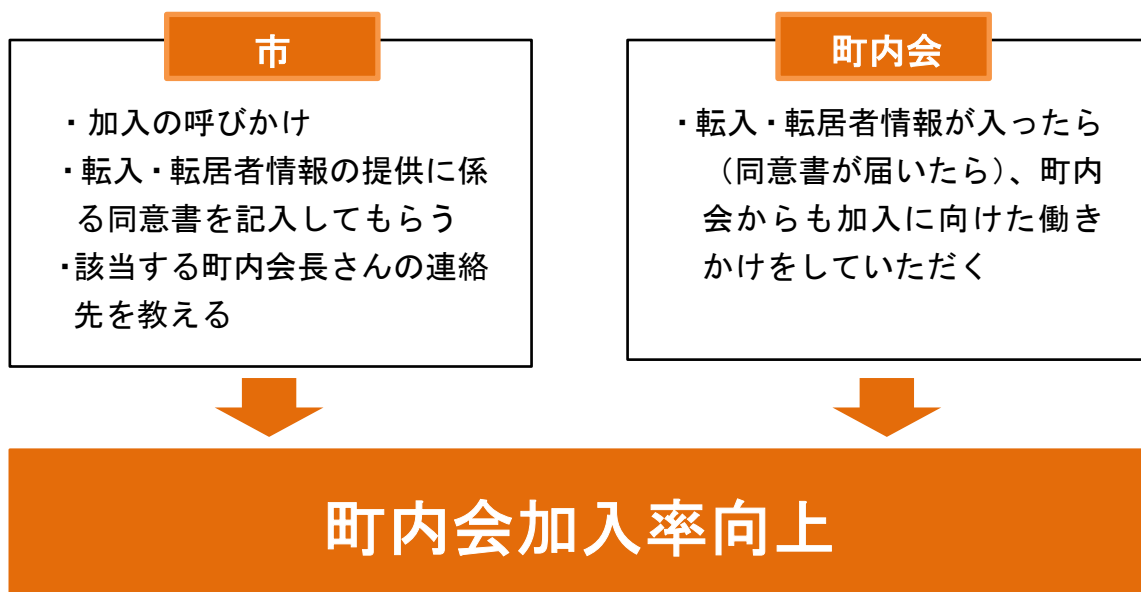 市
・加入の呼びかけ
・転入・転居者情報の提供に係
る同意書を記入してもらう
・該当する町内会長さんの連絡
先を教える
町内会
・転入・転居者情報が入ったら
（同意書が届いたら）、町内
会からも加入に向けた働き
かけをしていただく
町内会加入率向上